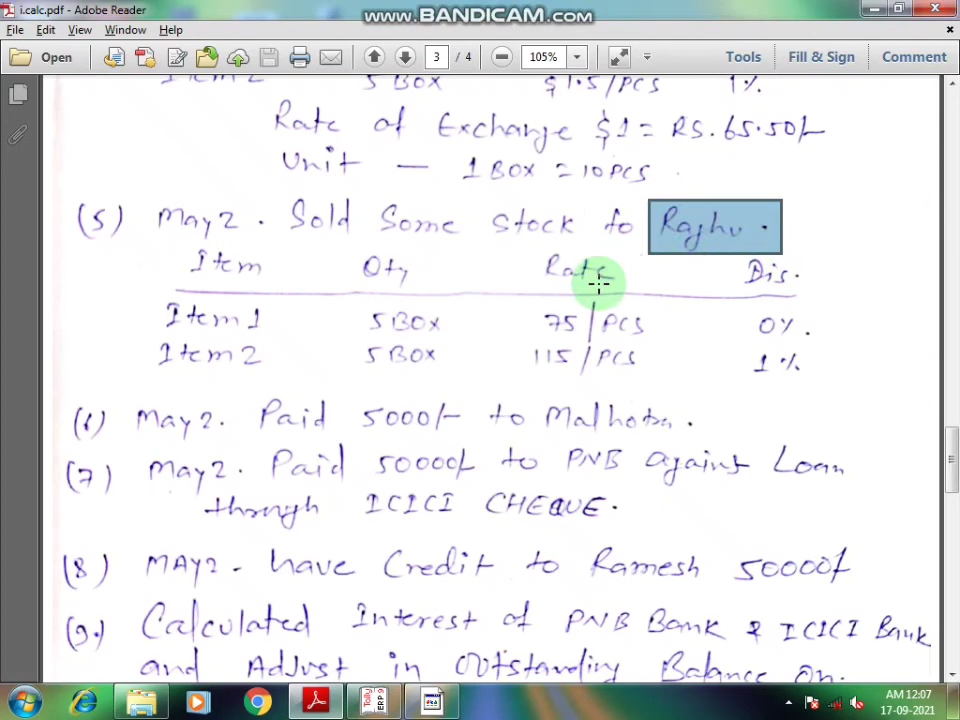 i.calc.pdf - Adobe Reader
www.BANDICAM.com
File Edit View Window Help
Open 3 / 4 105% Tools Fill & Sign Comment
Item 2 5 BOX $1.5/PCS 1%
Rate of Exchange $1 = RS. 65.50/-
Unit — 1 BOX = 10 PCS
(5) May 2. Sold Some Stock to Raghu.
Item Qty Rate Dis.
Item 1 5 BOX 75/PCS 0%.
Item 2 5 BOX 115/PCS 1%
(6) May 2. Paid 5000/- to Malhotra.
(7) May 2. Paid 50000/- to PNB against Loan
through ICICI CHEQUE.
(8) MAY 2 - have Credit to Ramesh 50000/-
(9.) Calculated Interest of PNB Bank & ICICI Bank
and Adjust in Outstanding Balance on.
Tally ERP 9
AM 12:07
17-09-2021